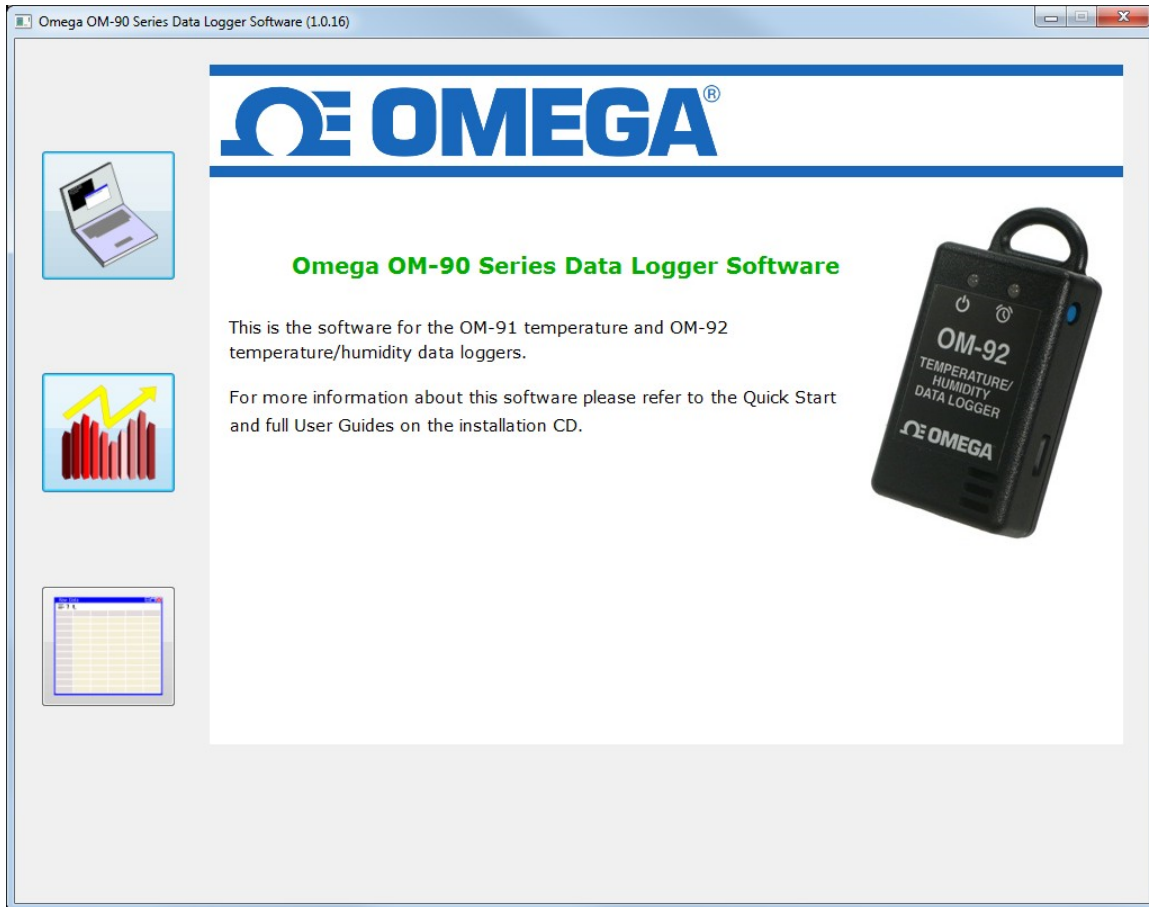 Omega OM-90 Series Data Logger Software (1.0.16)
OMEGA®
Omega OM-90 Series Data Logger Software
This is the software for the OM-91 temperature and OM-92
temperature/humidity data loggers.
For more information about this software please refer to the Quick Start
and full User Guides on the installation CD.
OM-92
TEMPERATURE/
HUMIDITY
DATA LOGGER
OMEGA
Raw Data